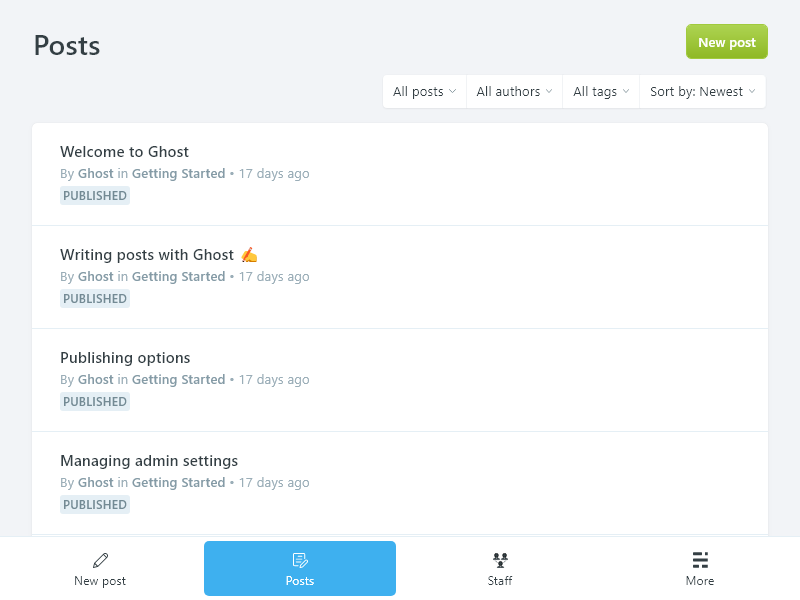 Posts
New post
All posts All authors All tags Sort by: Newest
Welcome to Ghost
By Ghost in Getting Started • 17 days ago
PUBLISHED
Writing posts with Ghost ✍️
By Ghost in Getting Started • 17 days ago
PUBLISHED
Publishing options
By Ghost in Getting Started • 17 days ago
PUBLISHED
Managing admin settings
By Ghost in Getting Started • 17 days ago
PUBLISHED
New post Posts Staff More